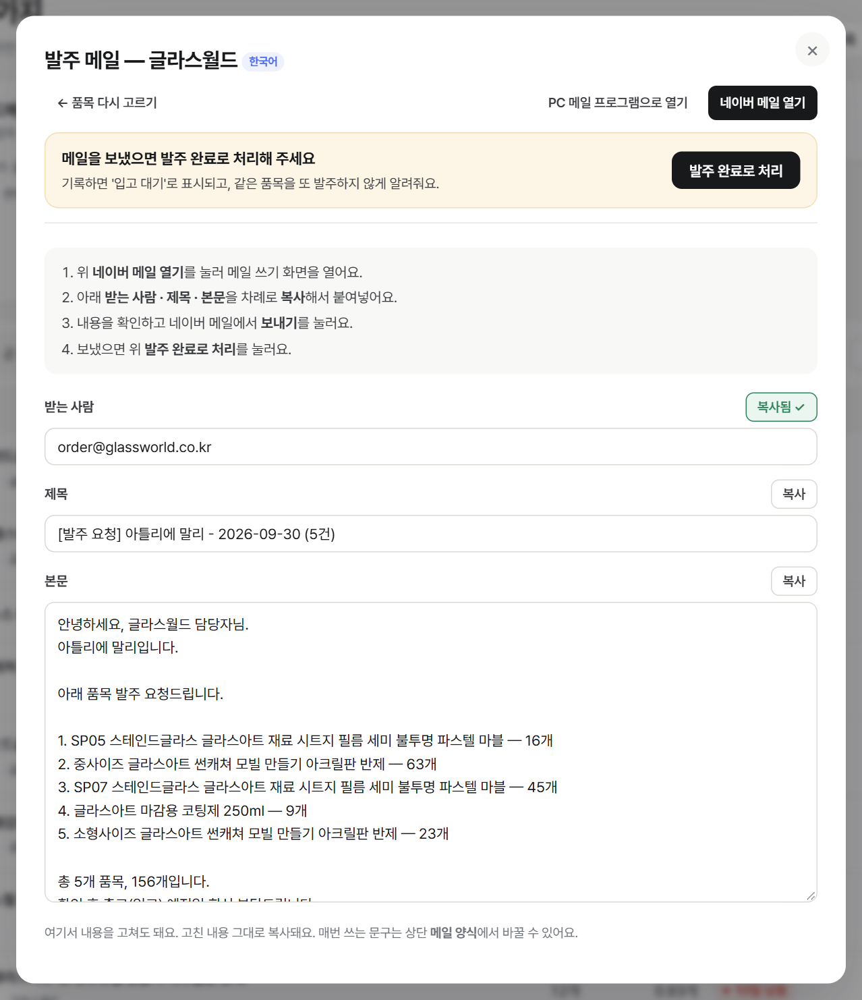 발주 메일 — 글라스월드 한국어
← 품목 다시 고르기
PC 메일 프로그램으로 열기
네이버 메일 열기
메일을 보냈으면 발주 완료로 처리해 주세요
기록하면 '입고 대기'로 표시되고, 같은 품목을 또 발주하지 않게 알려줘요.
발주 완료로 처리
1. 위 네이버 메일 열기를 눌러 메일 쓰기 화면을 열어요.
2. 아래 받는 사람 · 제목 · 본문을 차례로 복사해서 붙여넣어요.
3. 내용을 확인하고 네이버 메일에서 보내기를 눌러요.
4. 보냈으면 위 발주 완료로 처리를 눌러요.
받는 사람
복사됨 ✓
order@glassworld.co.kr
제목
복사
[발주 요청] 아틀리에 말리 - 2026-09-30 (5건)
본문
복사
안녕하세요, 글라스월드 담당자님.
아틀리에 말리입니다.
아래 품목 발주 요청드립니다.
1. SP05 스테인드글라스 글라스아트 재료 시트지 필름 세미 불투명 파스텔 마블 — 16개
2. 중사이즈 글라스아트 썬캐쳐 모빌 만들기 아크릴판 반제 — 63개
3. SP07 스테인드글라스 글라스아트 재료 시트지 필름 세미 불투명 파스텔 마블 — 45개
4. 글라스아트 마감용 코팅제 250ml — 9개
5. 소형사이즈 글라스아트 썬캐쳐 모빌 만들기 아크릴판 반제 — 23개
총 5개 품목, 156개입니다.
여기서 내용을 고쳐도 돼요. 고친 내용 그대로 복사돼요. 매번 쓰는 문구는 상단 메일 양식에서 바꿀 수 있어요.